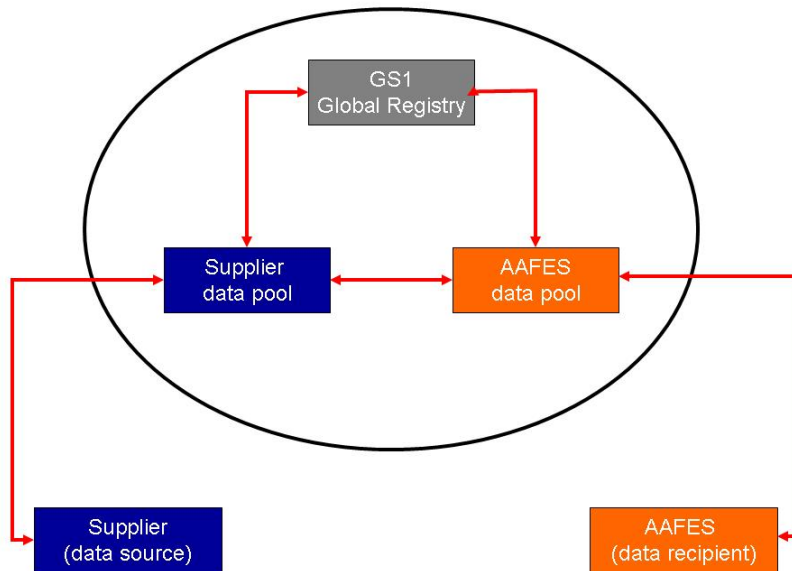 GS1
Global Registry
Supplier
data pool
AAFES
data pool
Supplier
(data source)
AAFES
(data recipient)